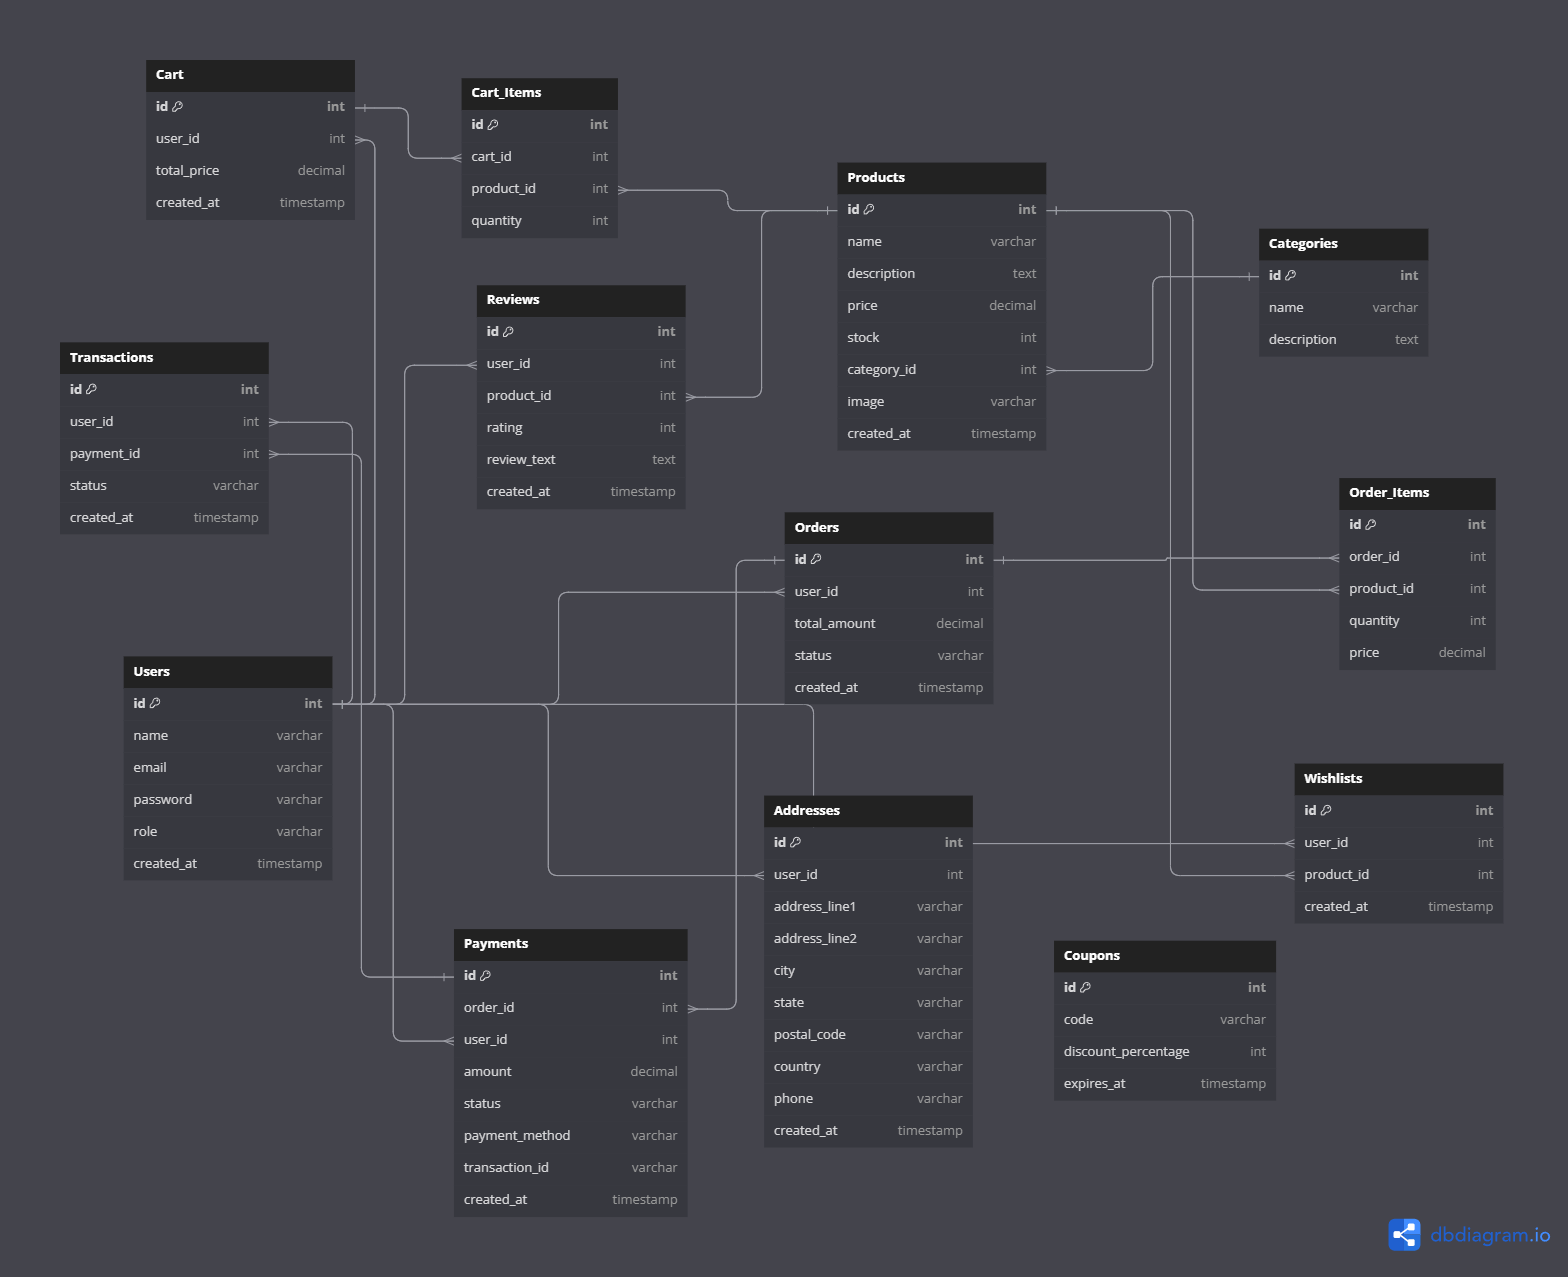 Cart
id int
user_id int
total_price decimal
created_at timestamp
Cart_Items
id int
cart_id int
product_id int
quantity int
Products
id int
name varchar
description text
price decimal
stock int
category_id int
image varchar
created_at timestamp
Categories
id int
name varchar
description text
Reviews
id int
user_id int
product_id int
rating int
review_text text
created_at timestamp
Transactions
id int
user_id int
payment_id int
status varchar
created_at timestamp
Order_Items
id int
order_id int
product_id int
quantity int
price decimal
Orders
id int
user_id int
total_amount decimal
status varchar
created_at timestamp
Users
id int
name varchar
email varchar
password varchar
role varchar
created_at timestamp
Wishlists
id int
user_id int
product_id int
created_at timestamp
Addresses
id int
user_id int
address_line1 varchar
address_line2 varchar
city varchar
state varchar
postal_code varchar
country varchar
phone varchar
created_at timestamp
Payments
id int
order_id int
user_id int
amount decimal
status varchar
payment_method varchar
transaction_id varchar
created_at timestamp
Coupons
id int
code varchar
discount_percentage int
expires_at timestamp
dbdiagram.io